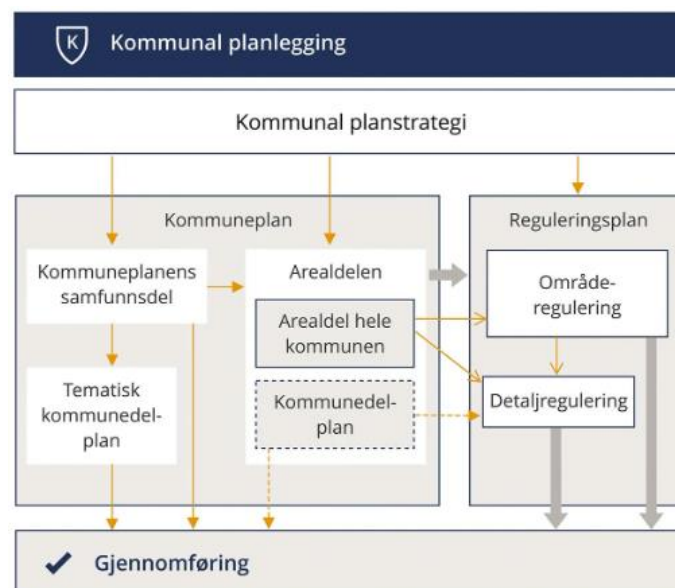 K
Kommunal planlegging
Kommunal planstrategi
Kommuneplan
Kommuneplanens
samfunnsdel
Tematisk
kommunedel-
plan
Arealdelen
Arealdel hele
kommunen
Kommunedel-
plan
Reguleringsplan
Område-
regulering
Detaljregulering
Gjennomføring